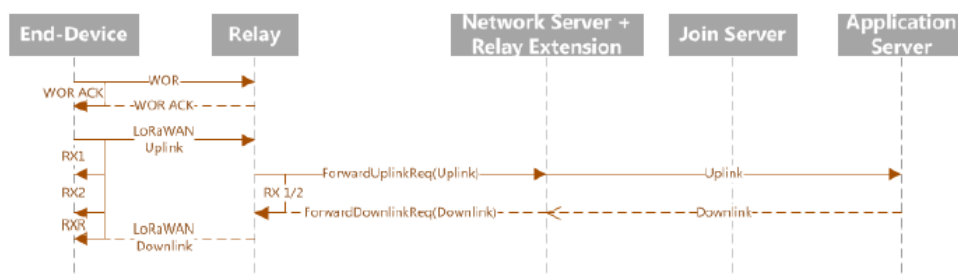 End-Device
Relay
Network Server +
Relay Extension
Join Server
Application
Server
WOR
WOR ACK
WOR ACK
LoRaWAN
Uplink
RX1
ForwardUplinkReq(Uplink)
Uplink
RX2
RX 1/2
ForwardDownlinkReq(Downlink)
Downlink
RXR
LoRaWAN
Downlink